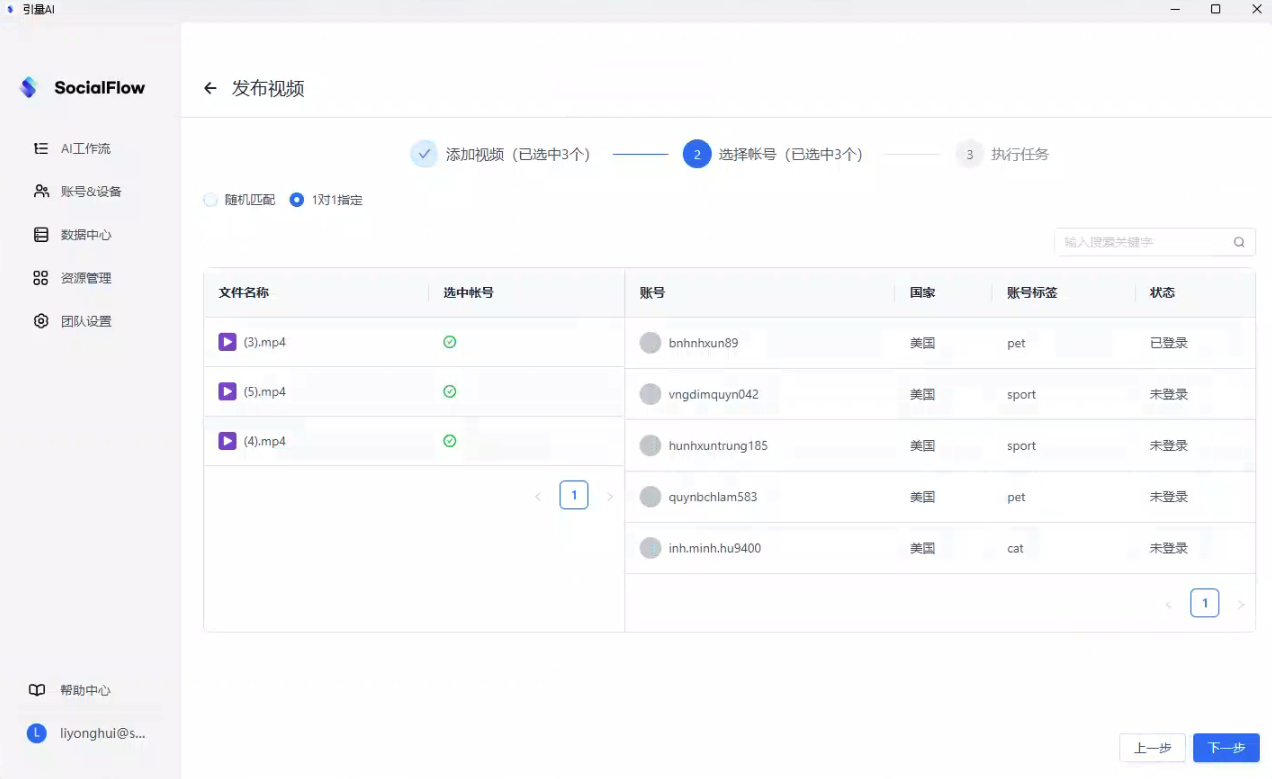 引量AI
SocialFlow
发布视频
添加视频（已选中3个）
2 选择帐号（已选中3个）
3 执行任务
AI工作流
账号&设备
数据中心
资源管理
团队设置
随机匹配 1对1指定
输入搜索关键字
文件名称 选中帐号
(3).mp4
(5).mp4
(4).mp4
1
账号 国家 账号标签 状态
bnhnhxun89 美国 pet 已登录
vngdimquyn042 美国 sport 未登录
hunhxuntrung185 美国 sport 未登录
quynbchlam583 美国 pet 未登录
inh.minh.hu9400 美国 cat 未登录
1
帮助中心
L liyonghui@s...
上一步 下一步